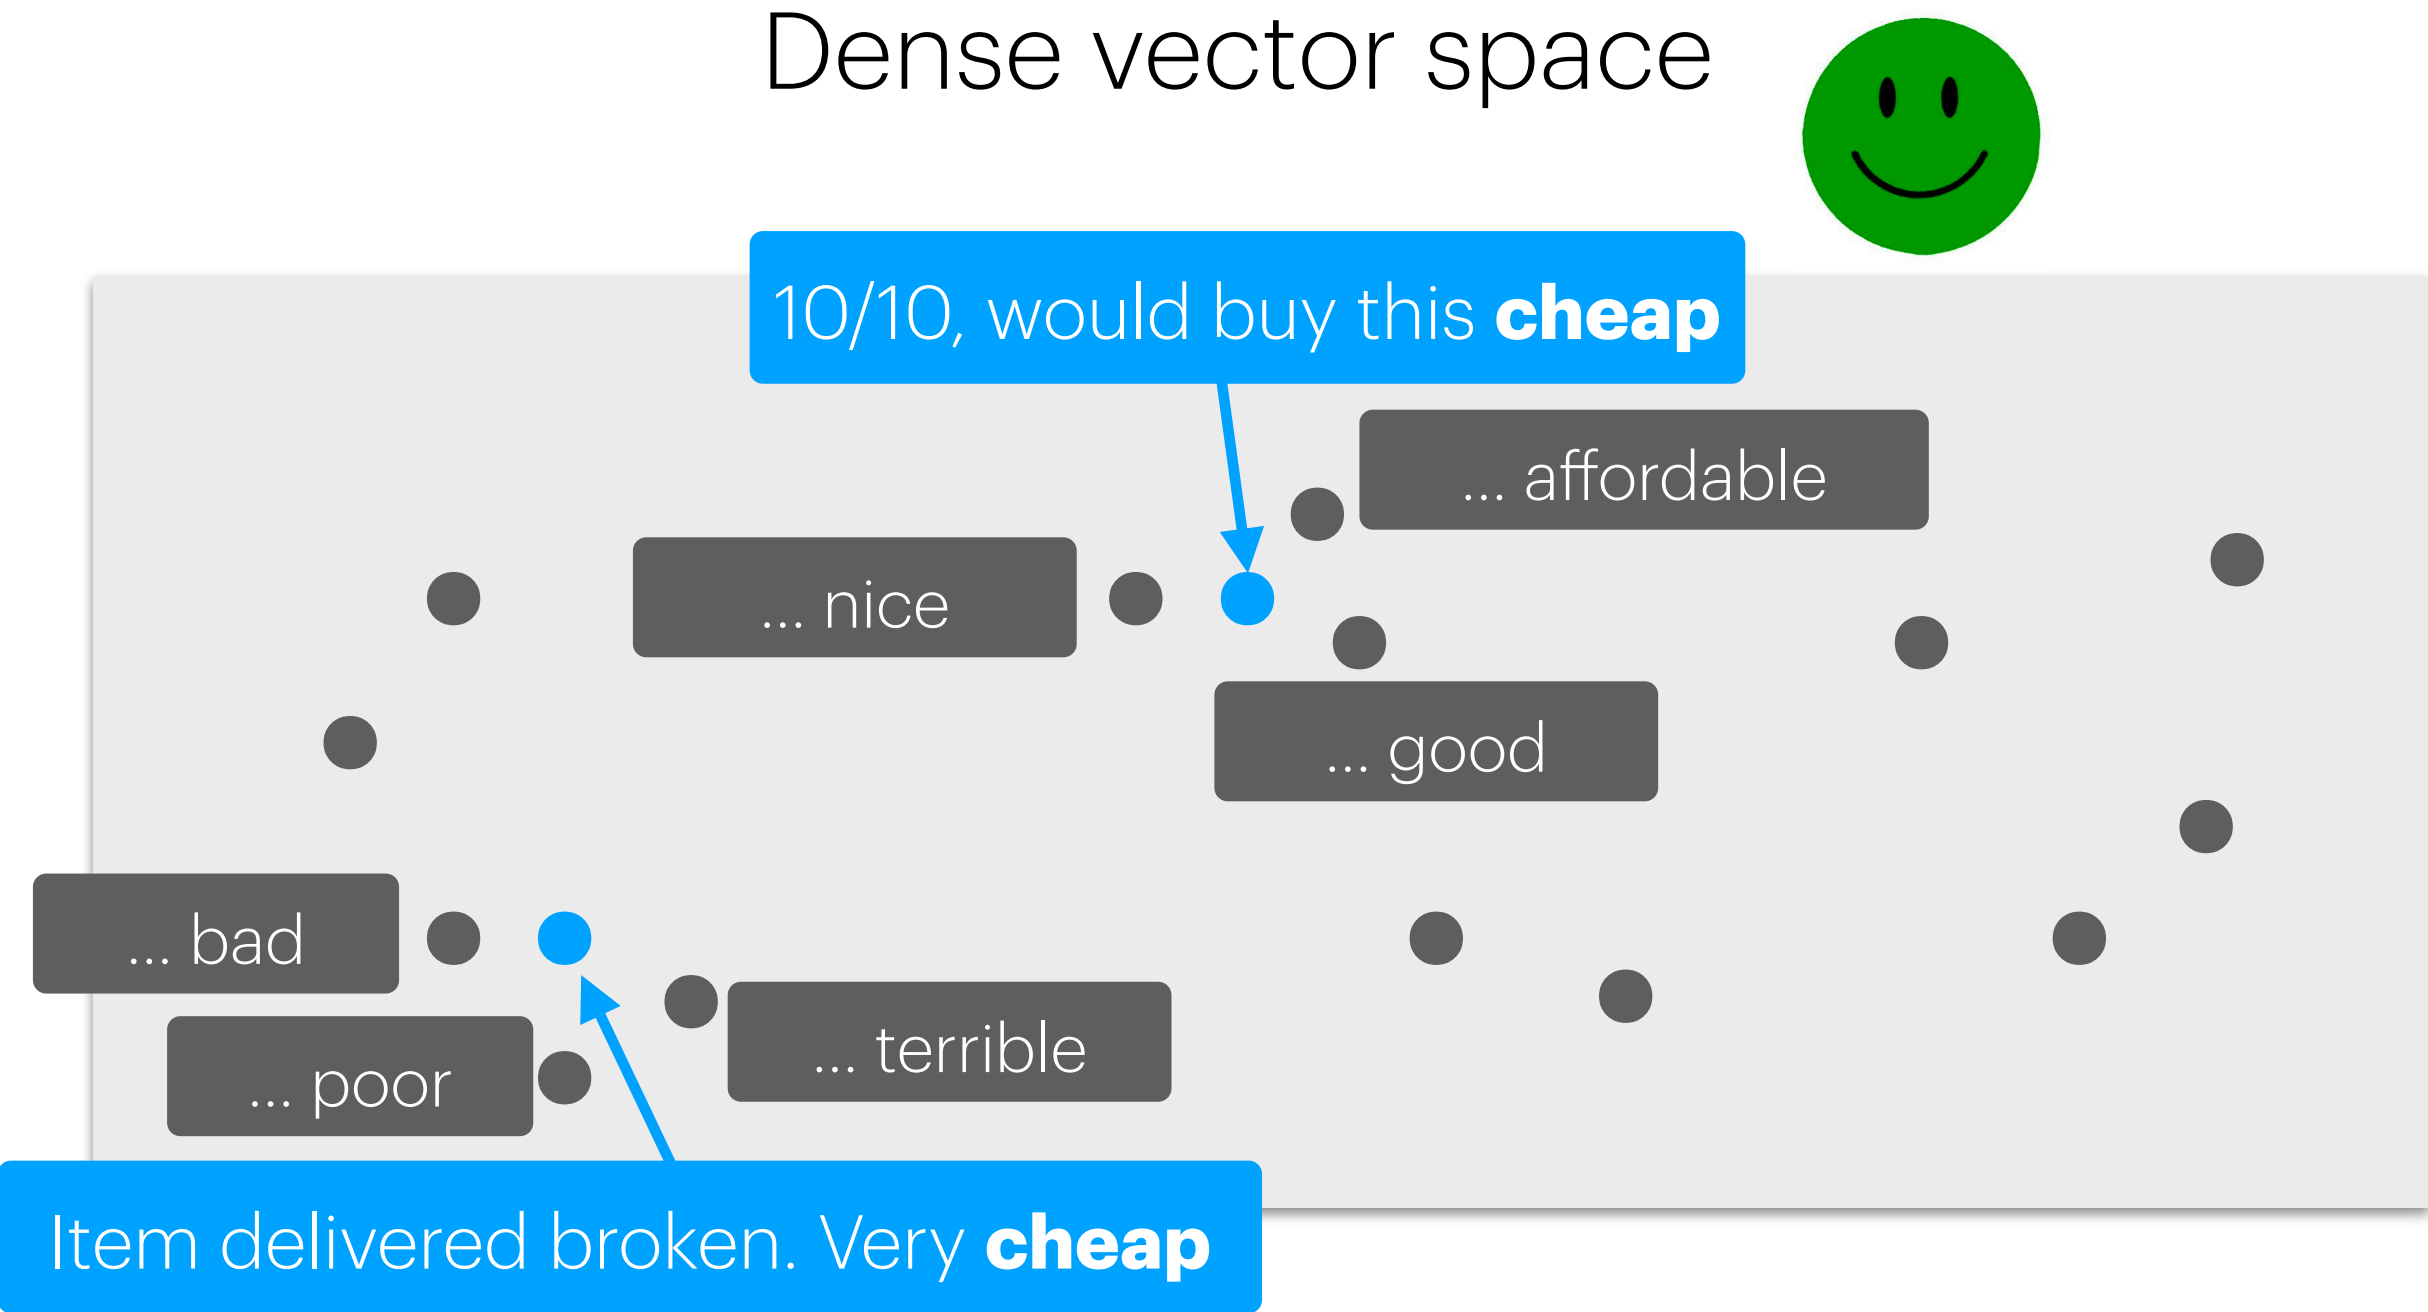 Dense vector space
10/10, would buy this cheap
... affordable
... nice
... good
... bad
... terrible
... poor
Item delivered broken. Very cheap